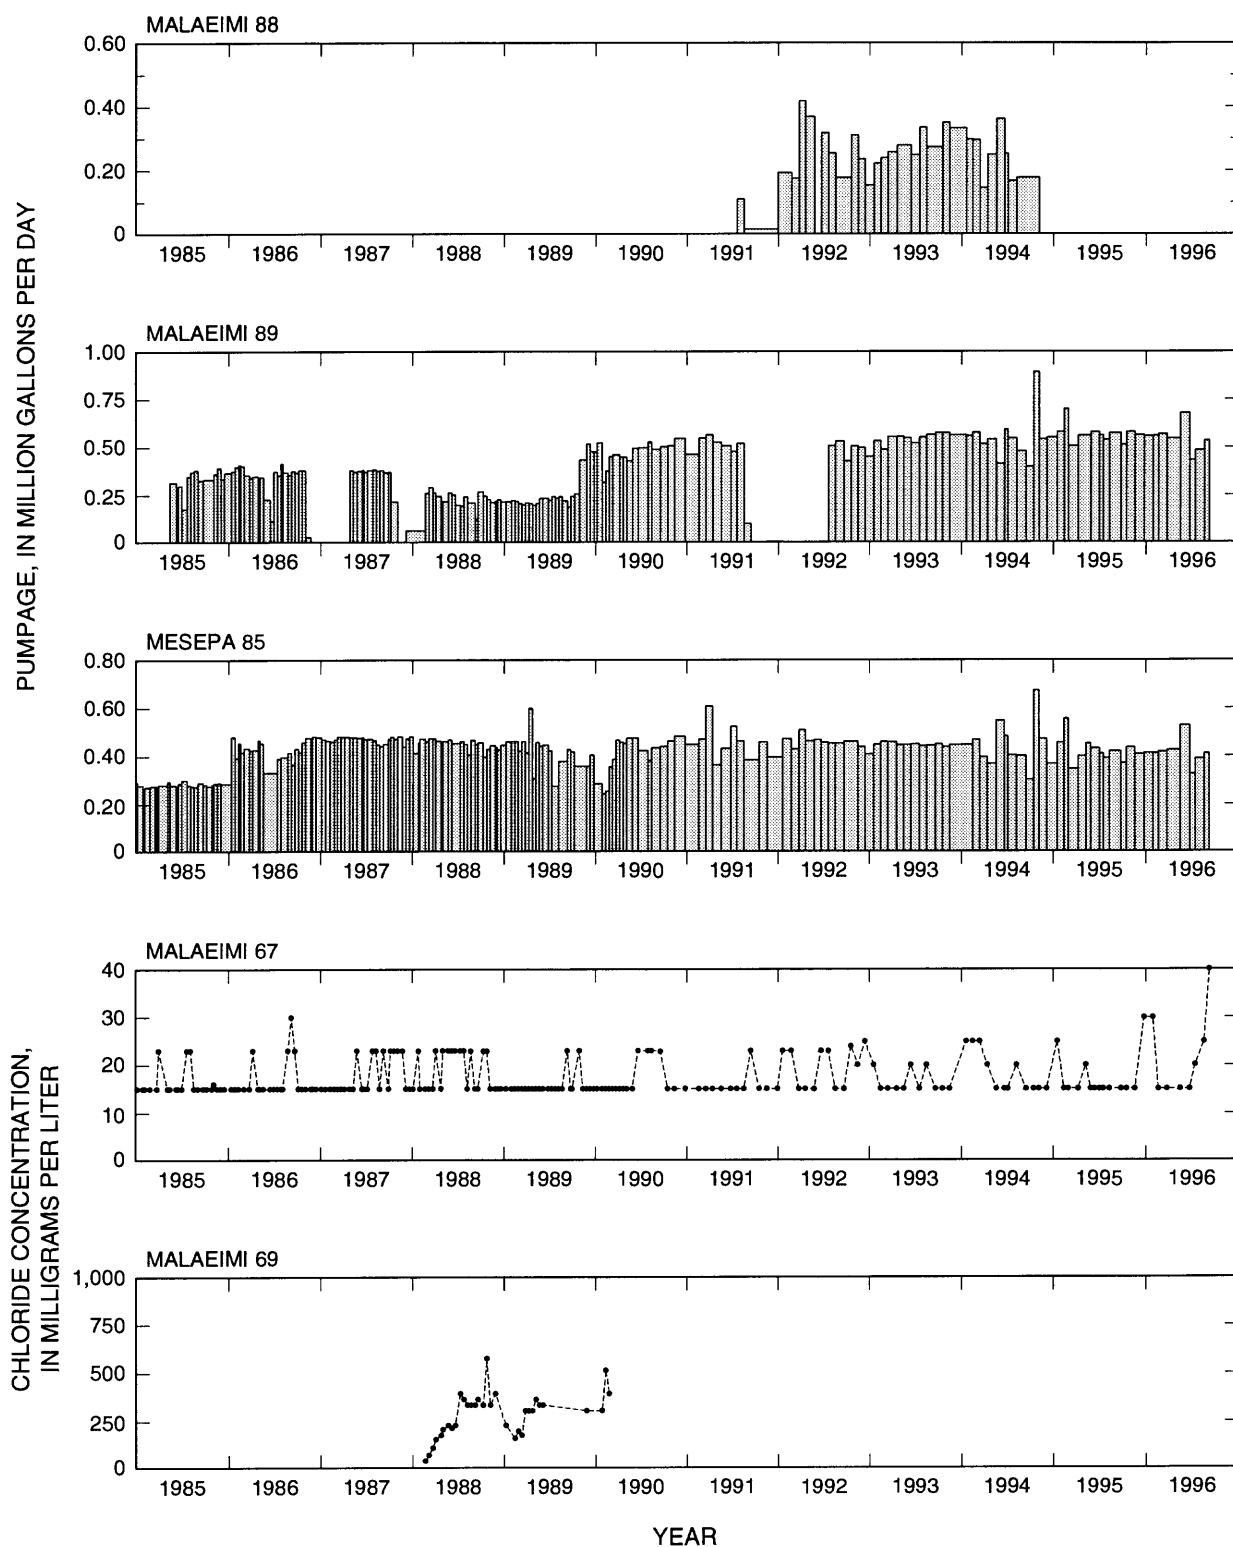 MALAEIMI 88
0.60
0.40
0.20
0
1985 1986 1987 1988 1989 1990 1991 1992 1993 1994 1995 1996
PUMPAGE, IN MILLION GALLONS PER DAY
MALAEIMI 89
1.00
0.75
0.50
0.25
0
1985 1986 1987 1988 1989 1990 1991 1992 1993 1994 1995 1996
MESEPA 85
0.80
0.60
0.40
0.20
0
1985 1986 1987 1988 1989 1990 1991 1992 1993 1994 1995 1996
MALAEIMI 67
40
30
20
10
0
1985 1986 1987 1988 1989 1990 1991 1992 1993 1994 1995 1996
CHLORIDE CONCENTRATION,
IN MILLIGRAMS PER LITER
MALAEIMI 69
1,000
750
500
250
0
1985 1986 1987 1988 1989 1990 1991 1992 1993 1994 1995 1996
YEAR